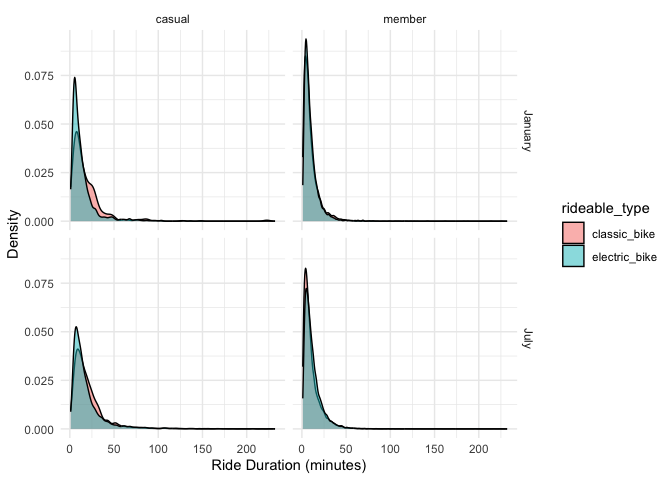 casual
member
0.075
0.050
0.025
0.000
January
0.075
0.050
0.025
0.000
July
Density
0
50
100
150
200
0
50
100
150
200
Ride Duration (minutes)
rideable_type
classic_bike
electric_bike